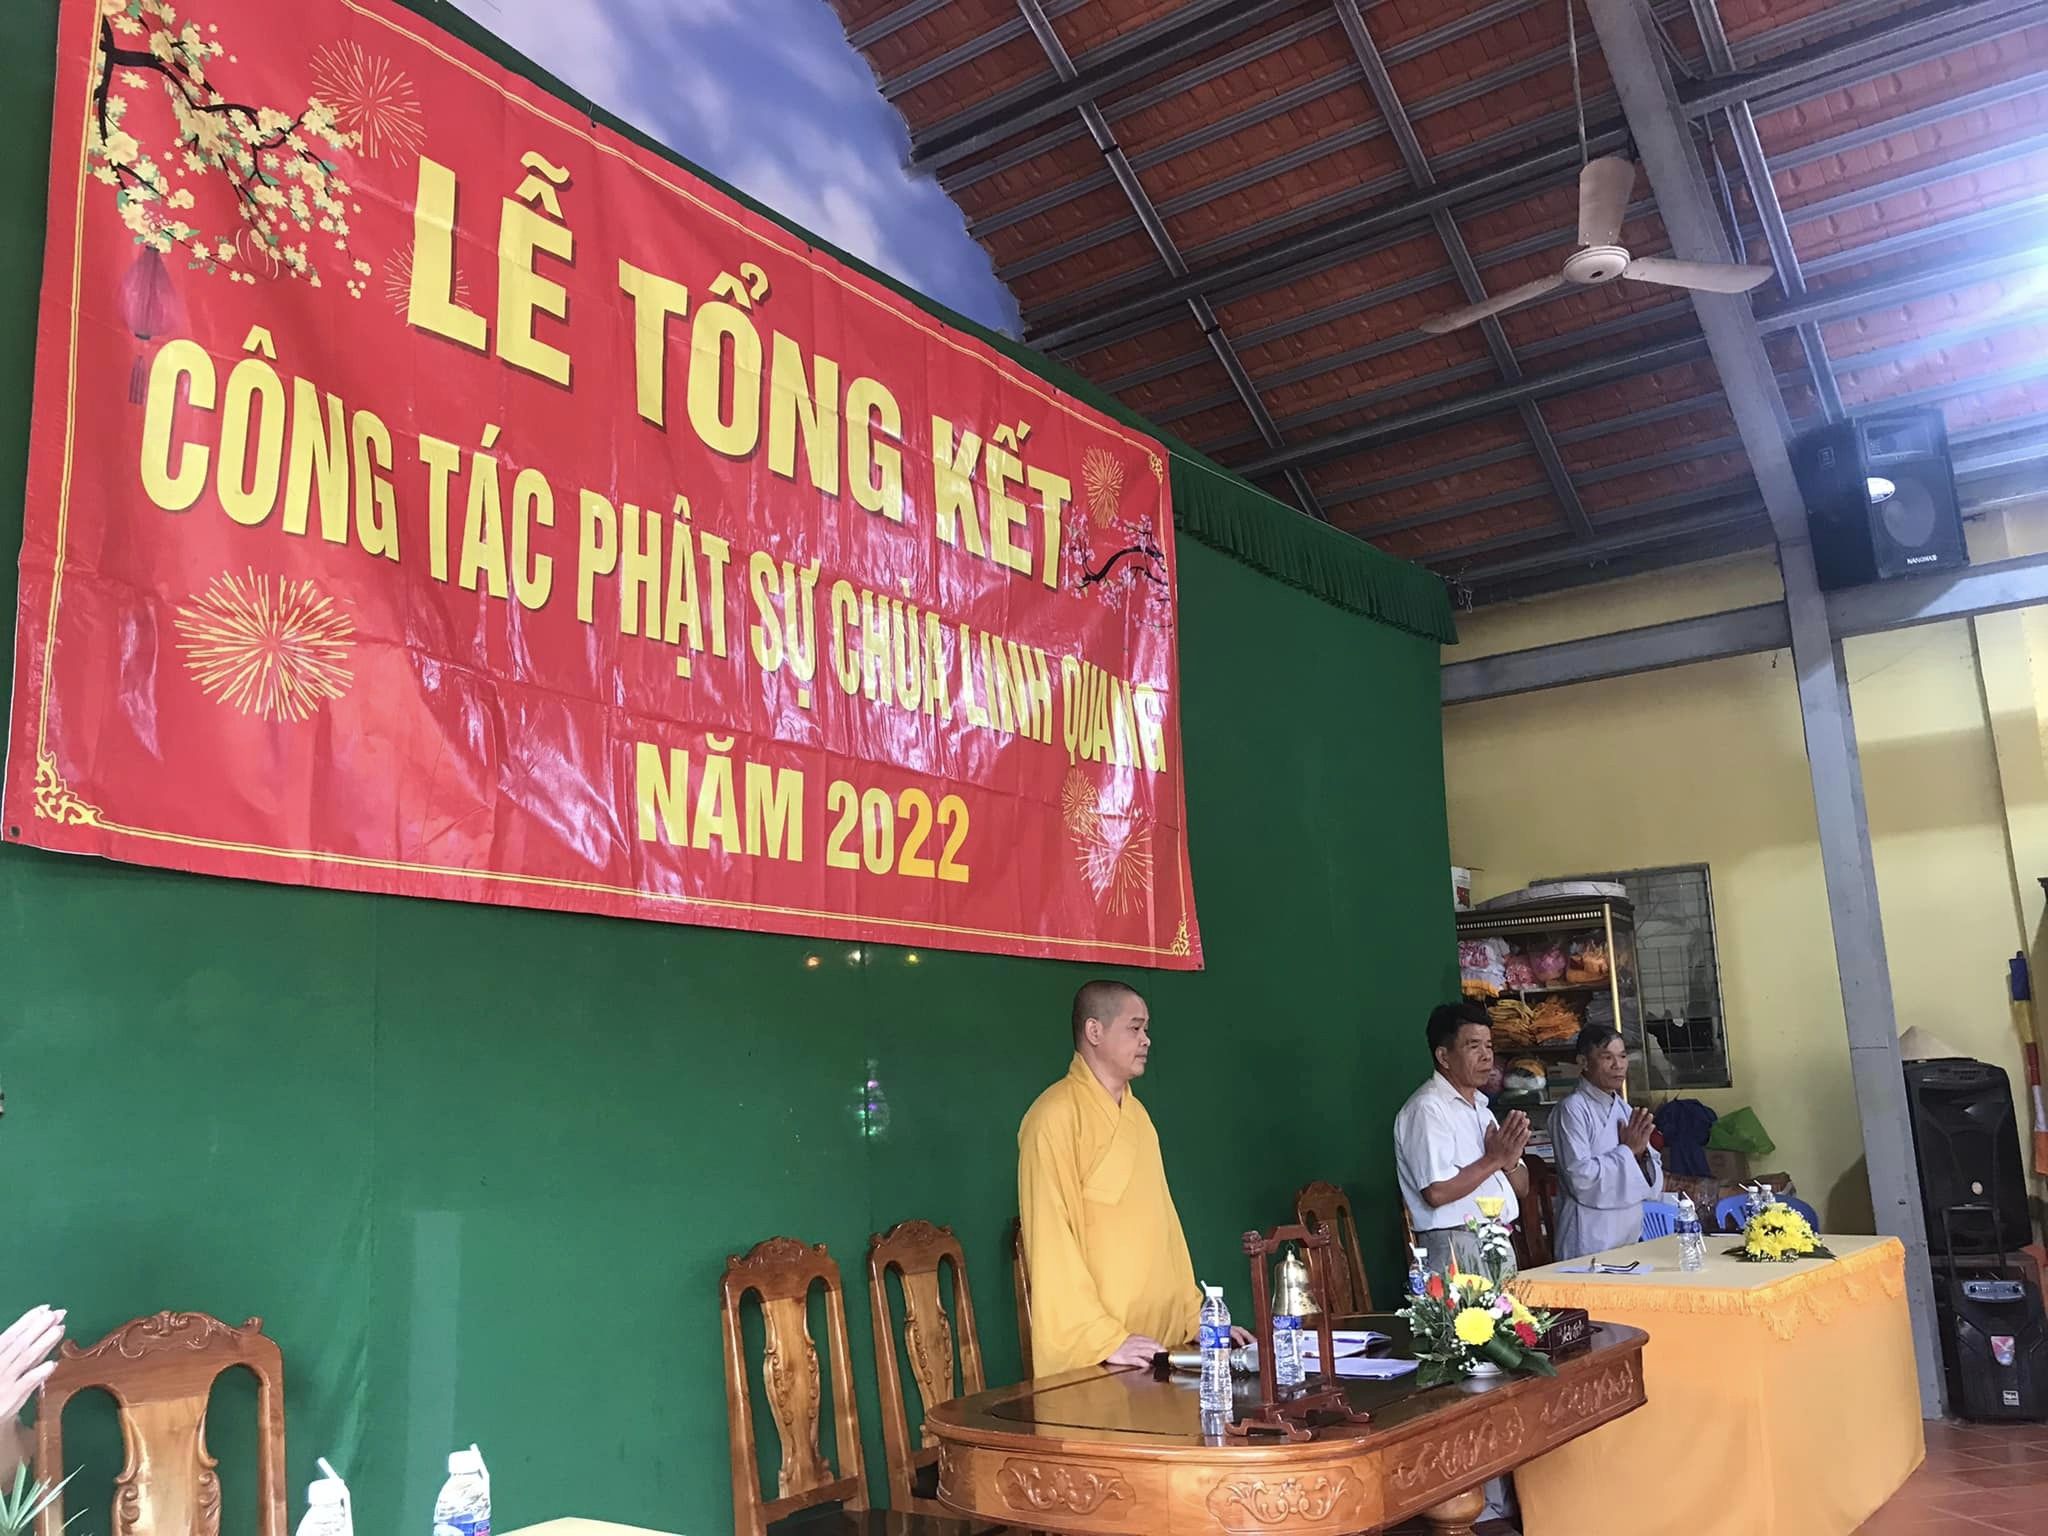 LỄ TỔNG KẾT
CÔNG TÁC PHẬT SỰ CHÙA LINH QUANG
NĂM 2022